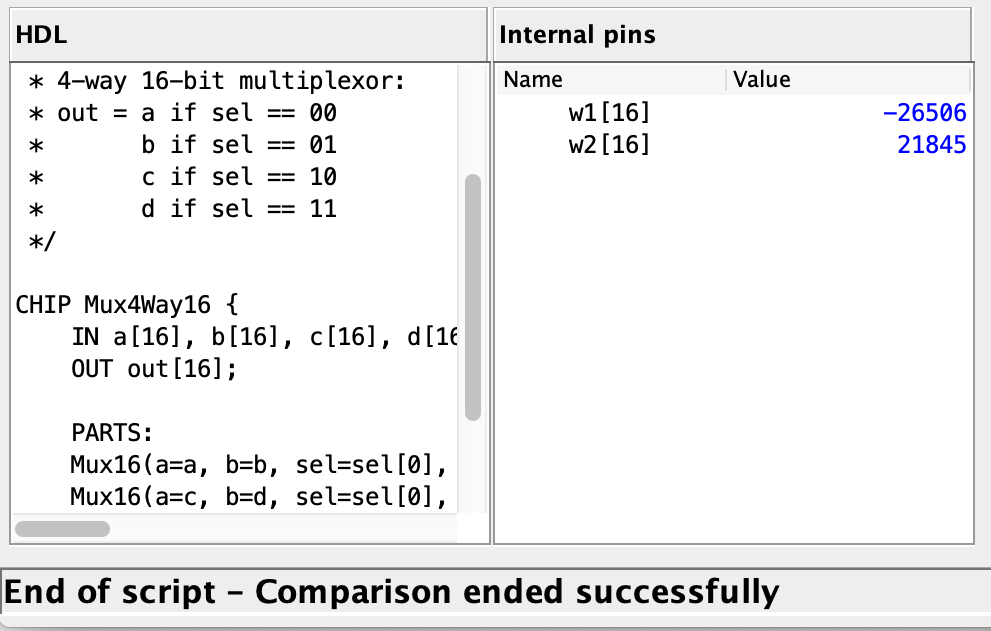 HDL
* 4-way 16-bit multiplexor:
* out = a if sel == 00
*       b if sel == 01
*       c if sel == 10
*       d if sel == 11
*/
CHIP Mux4Way16 {
IN a[16], b[16], c[16], d[16
OUT out[16];
PARTS:
Mux16(a=a, b=b, sel=sel[0],
Mux16(a=c, b=d, sel=sel[0],
Internal pins
Name Value
w1[16] -26506
w2[16] 21845
End of script - Comparison ended successfully